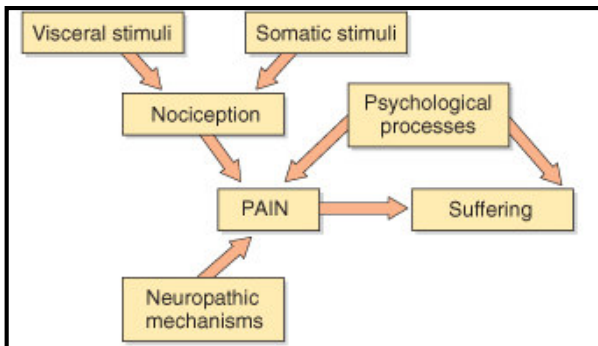 Visceral stimuli
Somatic stimuli
Nociception
Psychological
processes
PAIN
Suffering
Neuropathic
mechanisms